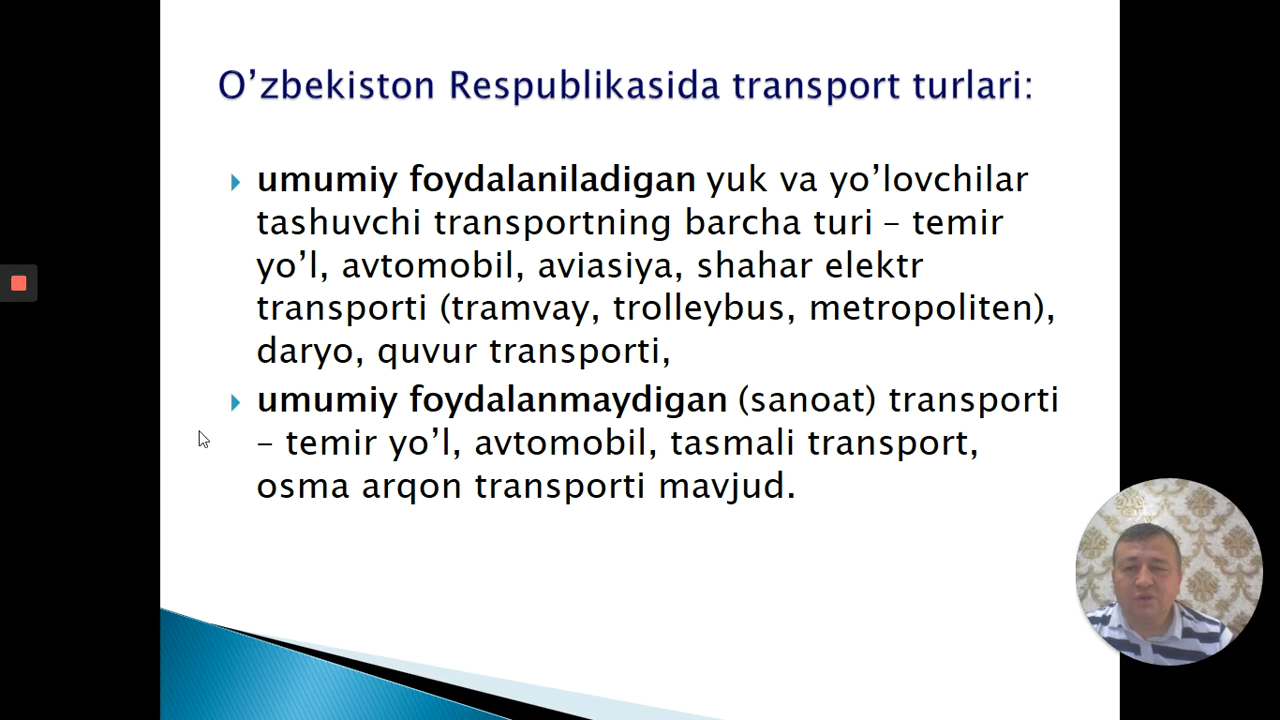 O’zbekiston Respublikasida transport turlari:
umumiy foydalaniladigan yuk va yo’lovchilar
tashuvchi transportning barcha turi – temir
yo’l, avtomobil, aviasiya, shahar elektr
transporti (tramvay, trolleybus, metropoliten),
daryo, quvur transporti,
umumiy foydalanmaydigan (sanoat) transporti
– temir yo’l, avtomobil, tasmali transport,
osma arqon transporti mavjud.